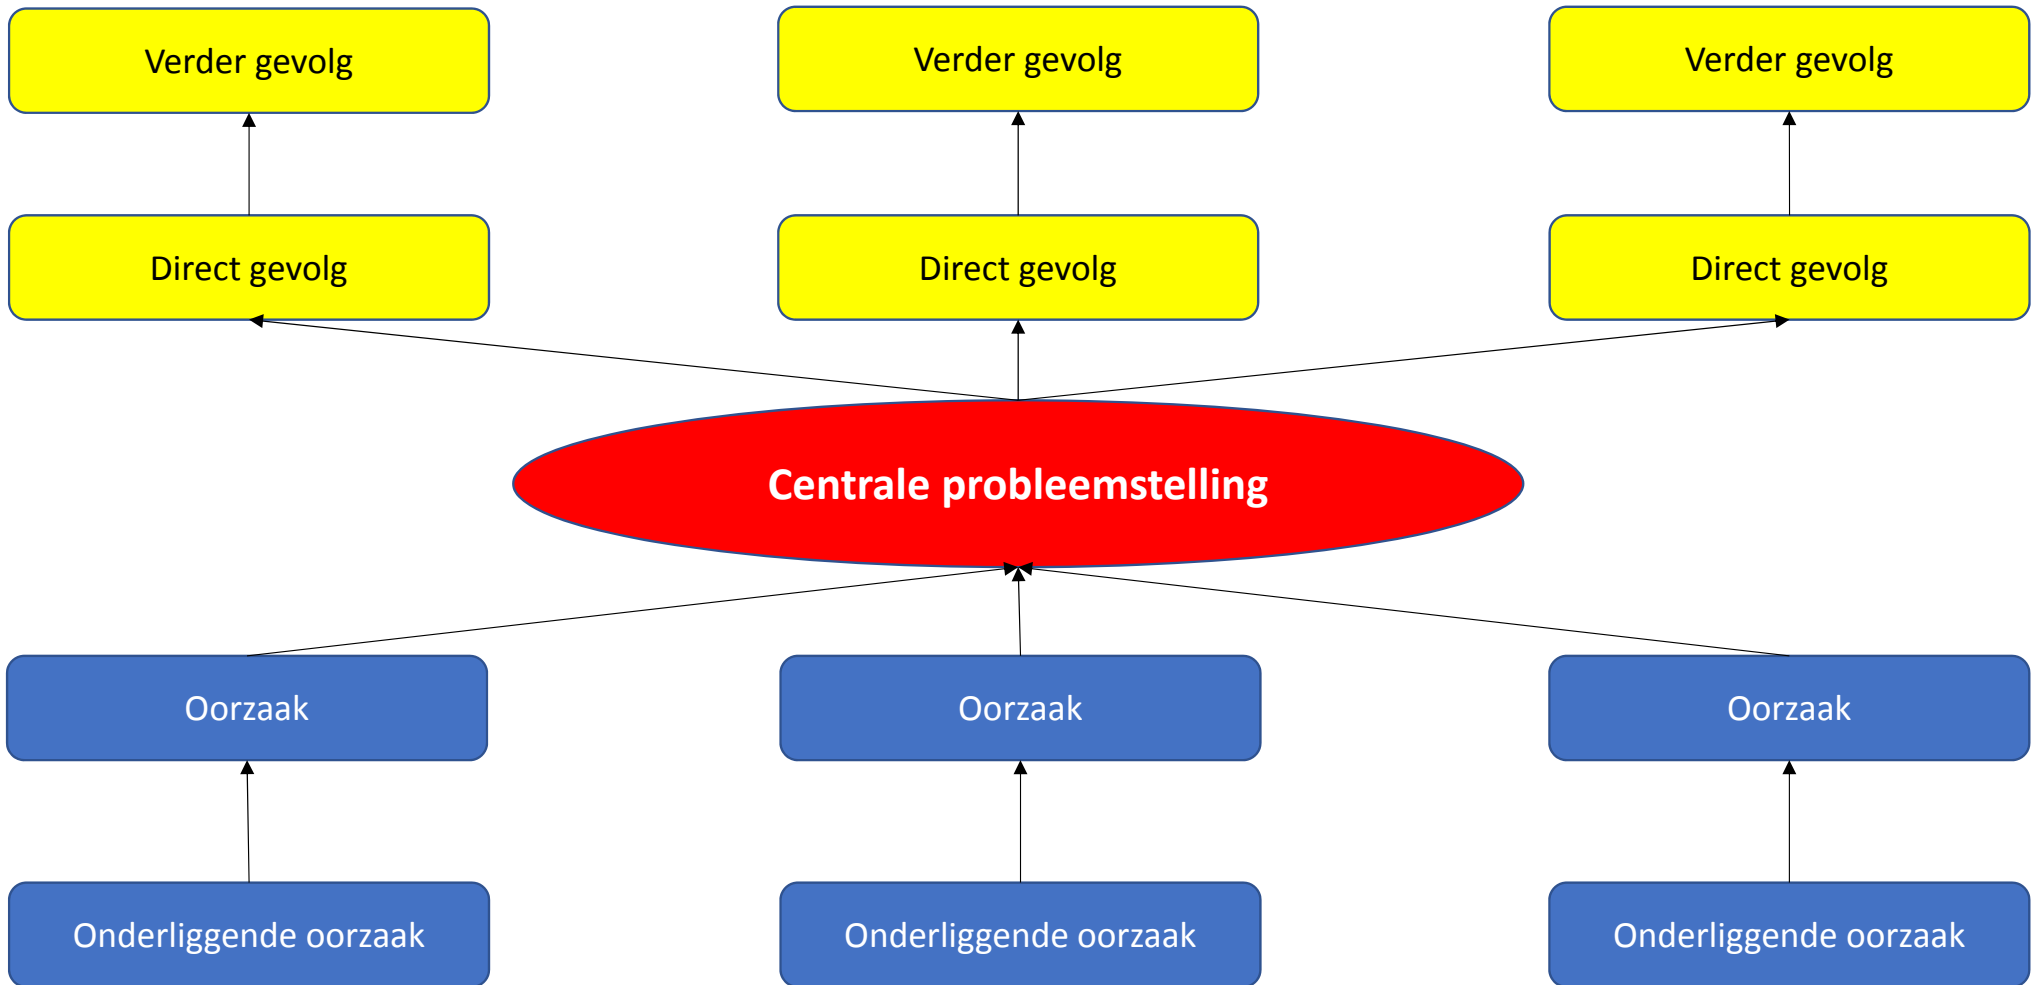 Verder gevolg
Verder gevolg
Verder gevolg
Direct gevolg
Direct gevolg
Direct gevolg
Centrale probleemstelling
Oorzaak
Oorzaak
Oorzaak
Onderliggende oorzaak
Onderliggende oorzaak
Onderliggende oorzaak